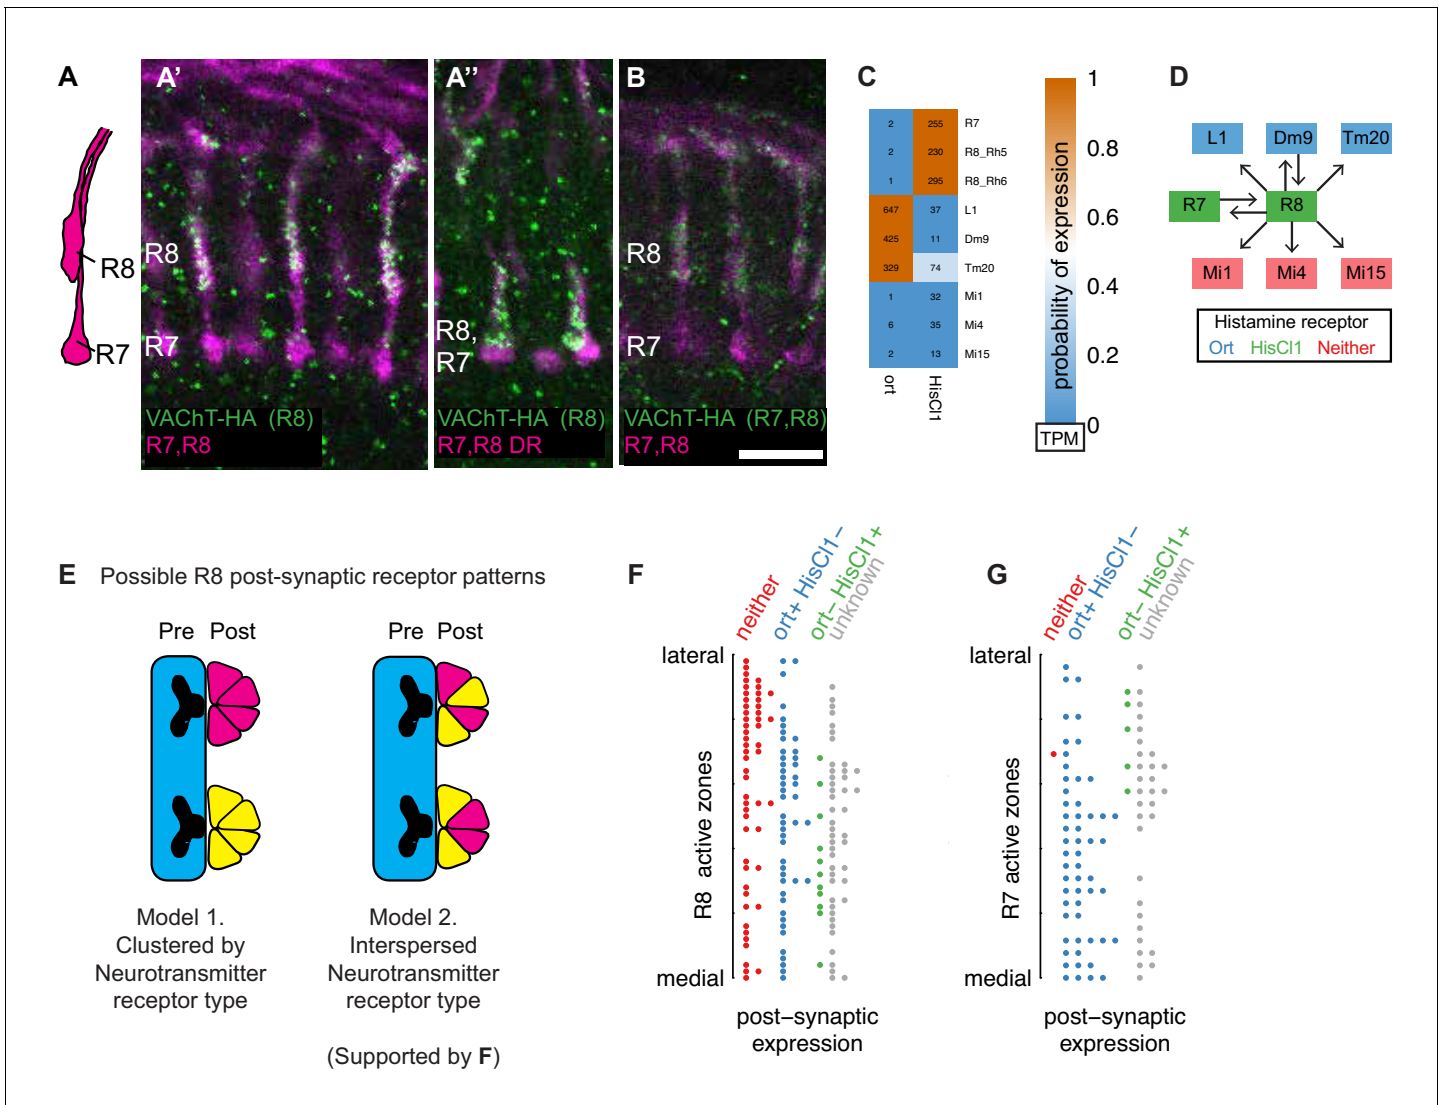 A
R8
R7
A'
R8
R7
VAChT-HA (R8)
R7,R8
A''
R8,
R7
VAChT-HA (R8)
R7,R8 DR
B
R8
R7
VAChT-HA (R7,R8)
R7,R8
C
2 255 R7
2 230 R8_Rh5
1 295 R8_Rh6
647 37 L1
425 11 Dm9
329 74 Tm20
1 32 Mi1
6 35 Mi4
2 13 Mi15
ort HisCl1
probability of expression
1
0.8
0.6
0.4
0.2
0
TPM
D
L1 Dm9 Tm20
R7 R8
Mi1 Mi4 Mi15
Histamine receptor
Ort HisCl1 Neither
E Possible R8 post-synaptic receptor patterns
Pre Post
Model 1.
Clustered by
Neurotransmitter
receptor type
Pre Post
Model 2.
Interspersed
Neurotransmitter
receptor type
(Supported by F)
F
neither
ort+ HisCl1−
ort− HisCl1+
unknown
lateral
R8 active zones
medial
post−synaptic
expression
G
neither
ort+ HisCl1−
ort− HisCl1+
unknown
lateral
R7 active zones
medial
post−synaptic
expression